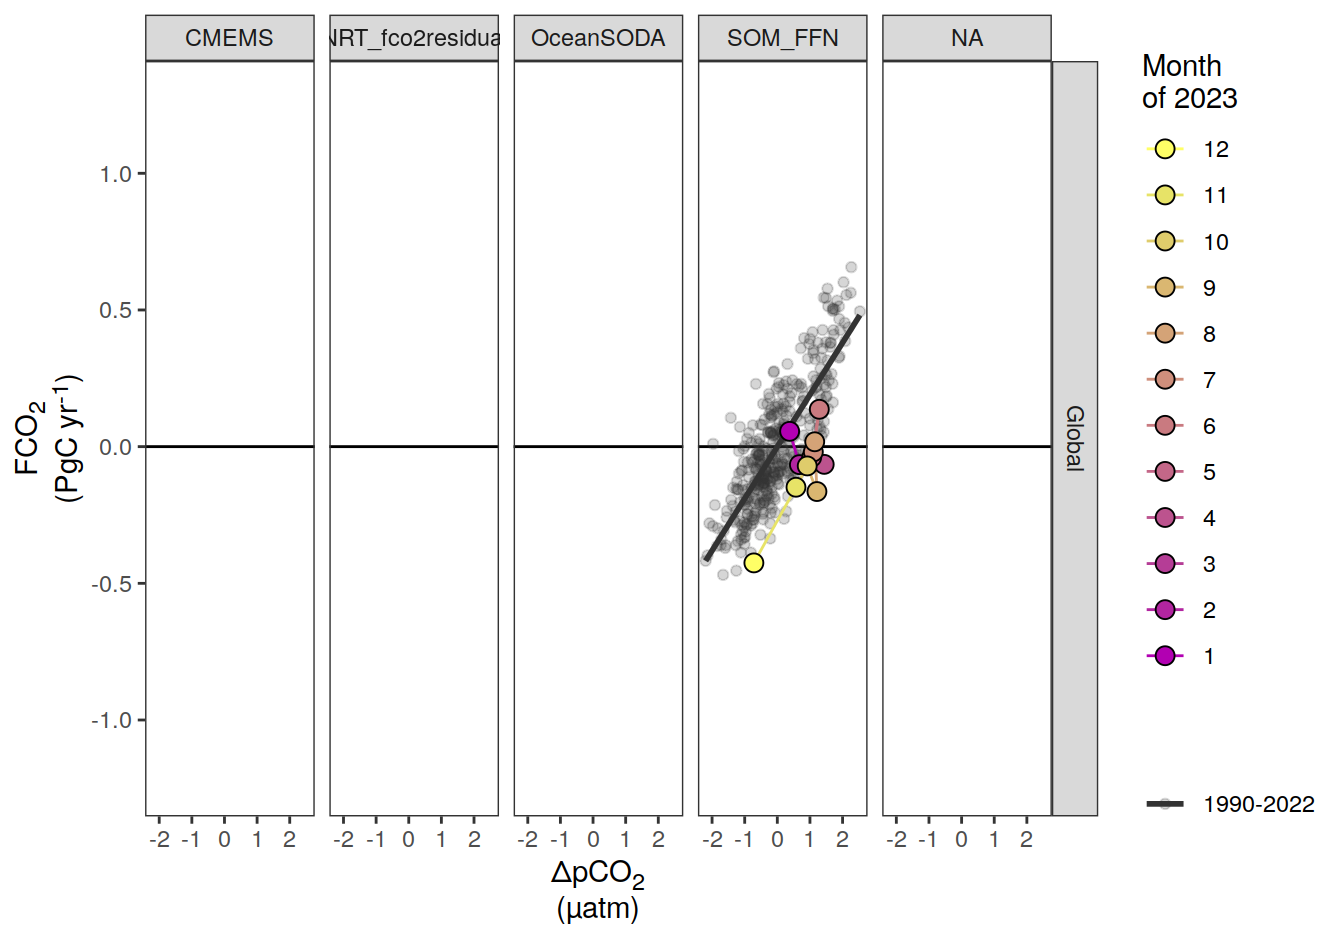 CMEMS NRT_fco2residua OceanSODA SOM_FFN NA
Global
1.0
0.5
0.0
-0.5
-1.0
FCO2
(PgC yr-1)
-2 -1 0 1 2 -2 -1 0 1 2 -2 -1 0 1 2 -2 -1 0 1 2 -2 -1 0 1 2
ΔpCO2
(µatm)
Month
of 2023
12
11
10
9
8
7
6
5
4
3
2
1
1990-2022